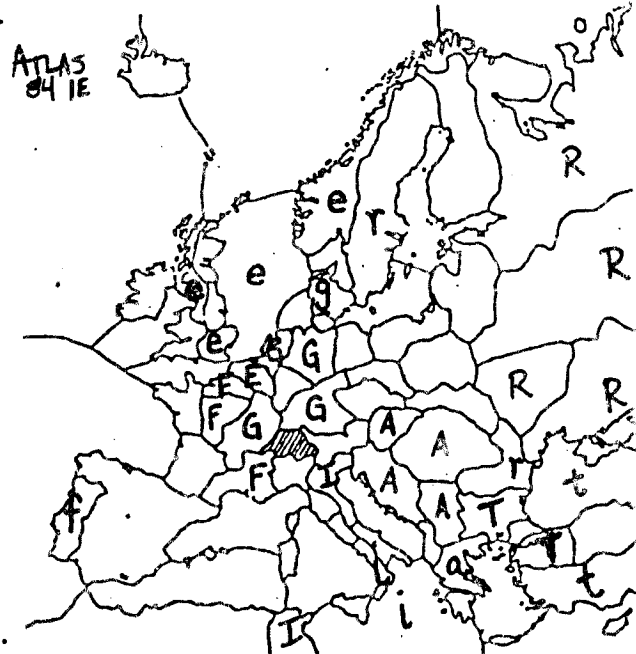 ATLAS
84 IE
R
e r
e R
e g
e g G
F E R R
F G G A A
F I A r t
f A T
a T t
I i